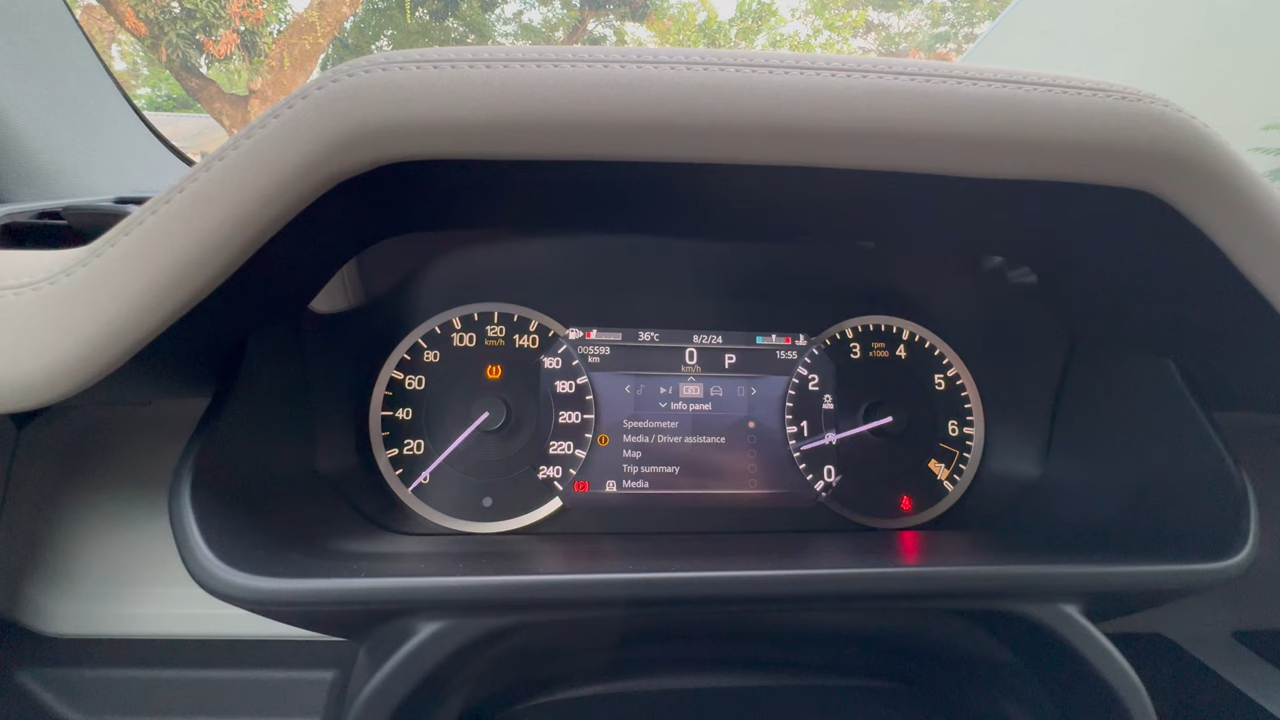 36°c 8/2/24
005593
km
0
km/h
P
15:55
Info panel
Speedometer
Media / Driver assistance
Map
Trip summary
Media
0
20
40
60
80
100
120
km/h
140
160
180
200
220
240
0
1
2
3
rpm
x1000
4
5
6
7
AUTO